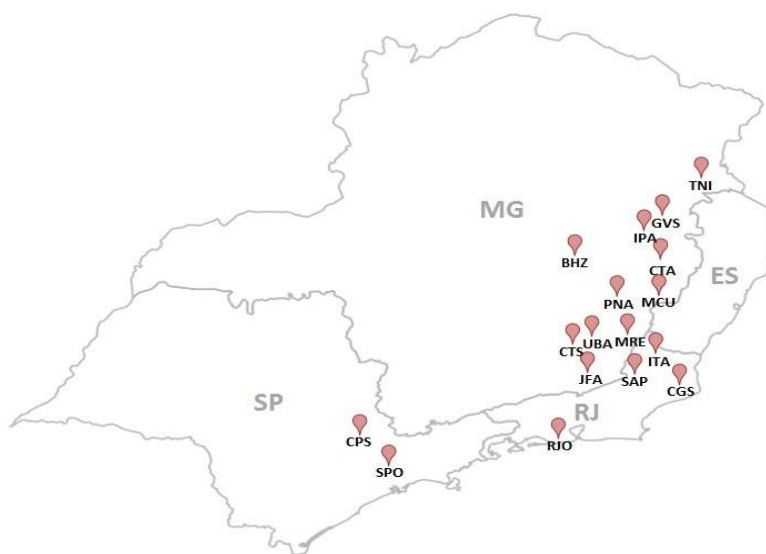 TNI
MG
GVS
IPA
BHZ
CTA
ES
PNA
MCU
UBA
MRE
CTS
ITA
JFA
SAP
CGS
SP
RJ
CPS
RJO
SPO